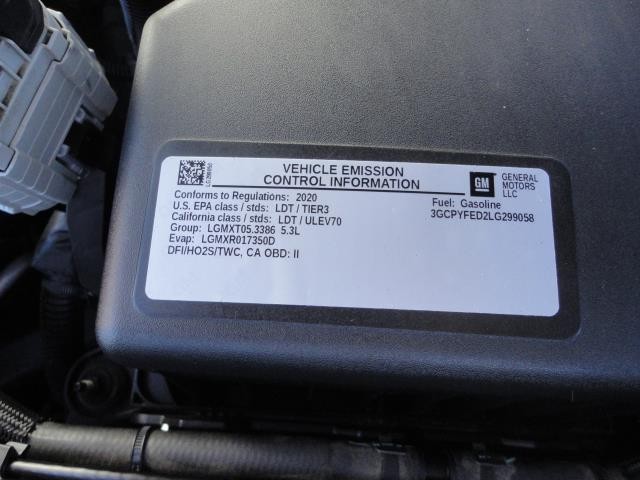 VEHICLE EMISSION
CONTROL INFORMATION
GM
GENERAL
MOTORS
LLC
Conforms to Regulations: 2020
U.S. EPA class / stds: LDT / TIER3
California class / stds: LDT / ULEV70
Group: LGMXT05.3386 5.3L
Evap: LGMXR017350D
DFI/HO2S/TWC, CA OBD: II
Fuel: Gasoline
3GCPYFED2LG299058